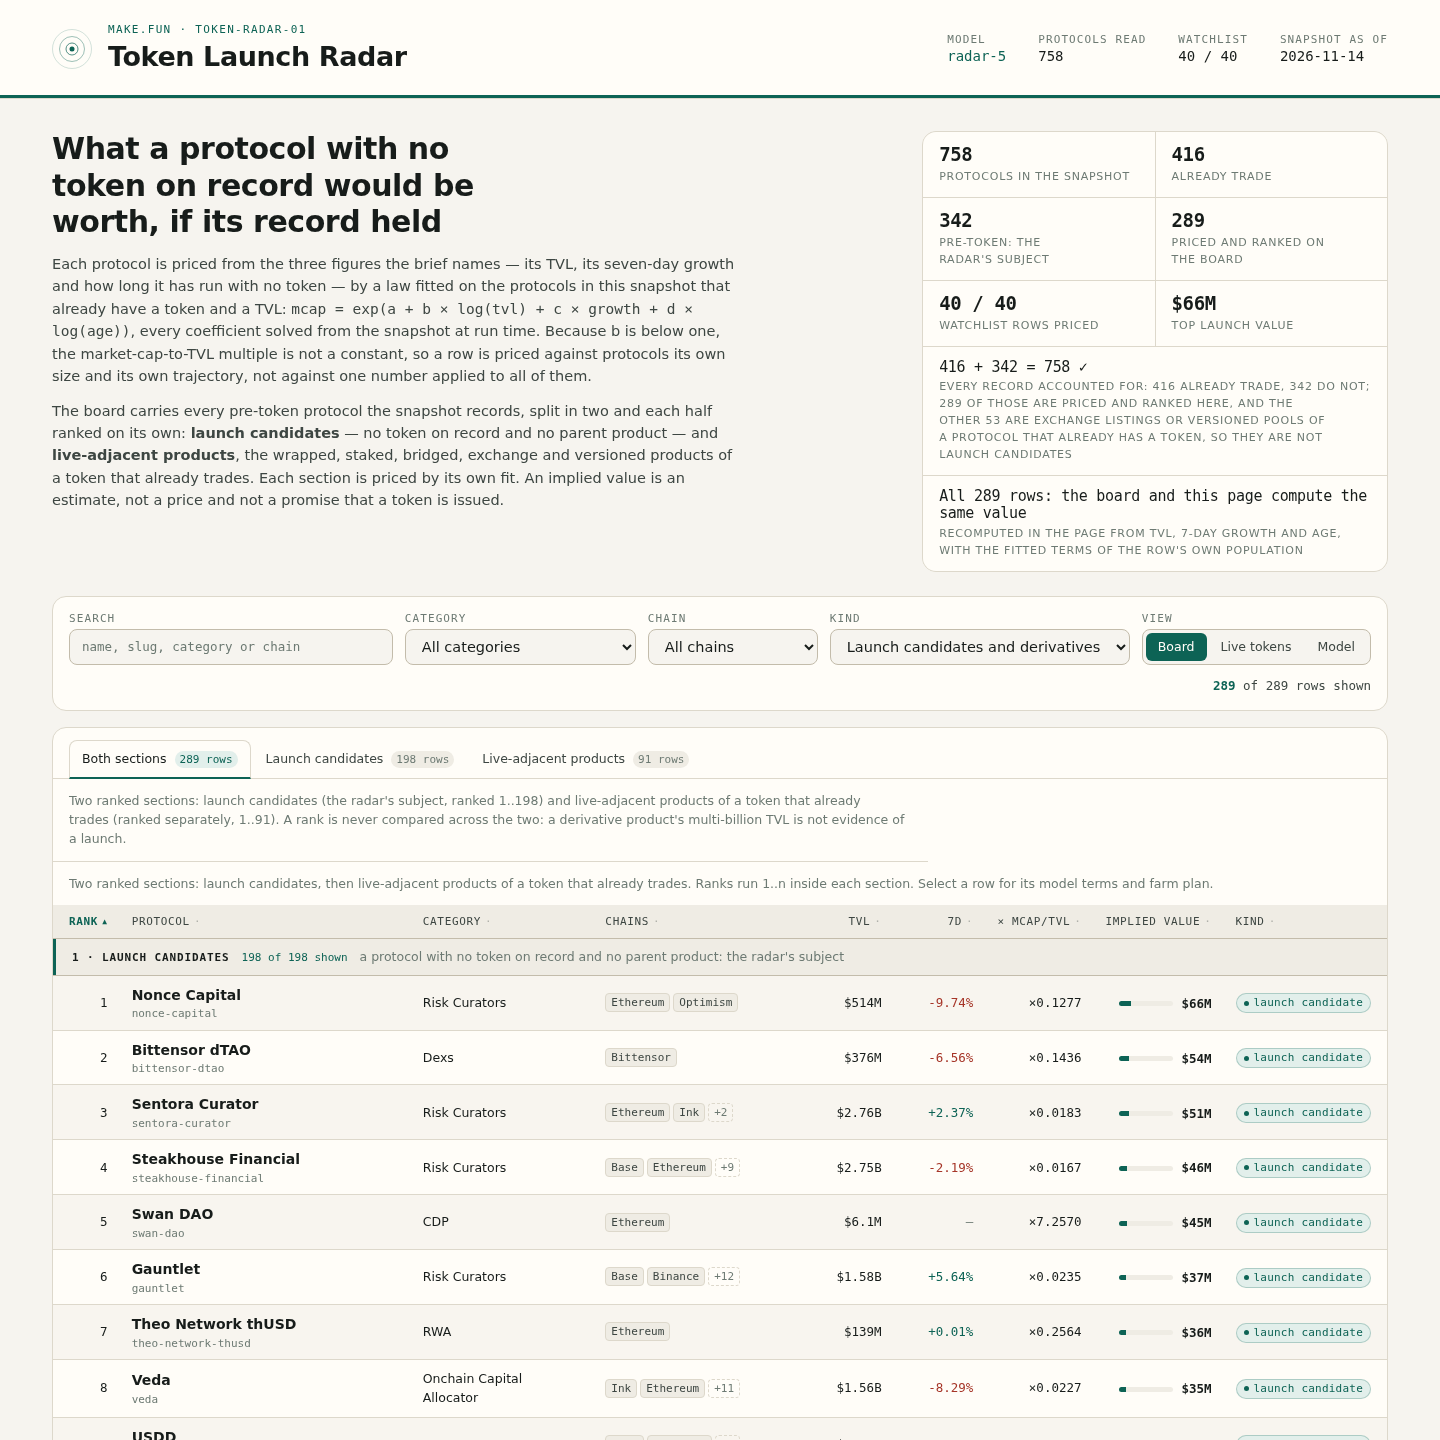 MAKE.FUN · TOKEN-RADAR-01
Token Launch Radar
MODEL
radar-5
PROTOCOLS READ
758
WATCHLIST
40 / 40
SNAPSHOT AS OF
2026-11-14
What a protocol with no
token on record would be
worth, if its record held
Each protocol is priced from the three figures the brief names — its TVL, its seven-day growth
and how long it has run with no token — by a law fitted on the protocols in this snapshot that
already have a token and a TVL: mcap = exp(a + b × log(tvl) + c × growth + d ×
log(age)), every coefficient solved from the snapshot at run time. Because b is below one,
the market-cap-to-TVL multiple is not a constant, so a row is priced against protocols its own
size and its own trajectory, not against one number applied to all of them.
The board carries every pre-token protocol the snapshot records, split in two and each half
ranked on its own: launch candidates — no token on record and no parent product — and
live-adjacent products, the wrapped, staked, bridged, exchange and versioned products of
a token that already trades. Each section is priced by its own fit. An implied value is an
estimate, not a price and not a promise that a token is issued.
758
PROTOCOLS IN THE SNAPSHOT
416
ALREADY TRADE
342
PRE-TOKEN: THE
RADAR'S SUBJECT
289
PRICED AND RANKED ON
THE BOARD
40 / 40
WATCHLIST ROWS PRICED
$66M
TOP LAUNCH VALUE
416 + 342 = 758 ✓
EVERY RECORD ACCOUNTED FOR: 416 ALREADY TRADE, 342 DO NOT;
289 OF THOSE ARE PRICED AND RANKED HERE, AND THE
OTHER 53 ARE EXCHANGE LISTINGS OR VERSIONED POOLS OF
A PROTOCOL THAT ALREADY HAS A TOKEN, SO THEY ARE NOT
LAUNCH CANDIDATES
All 289 rows: the board and this page compute the
same value
RECOMPUTED IN THE PAGE FROM TVL, 7-DAY GROWTH AND AGE,
WITH THE FITTED TERMS OF THE ROW'S OWN POPULATION
SEARCH
name, slug, category or chain
CATEGORY
All categories
CHAIN
All chains
KIND
Launch candidates and derivatives
VIEW
Board Live tokens Model
289 of 289 rows shown
Both sections 289 rows
Launch candidates 198 rows
Live-adjacent products 91 rows
Two ranked sections: launch candidates (the radar's subject, ranked 1..198) and live-adjacent products of a token that already
trades (ranked separately, 1..91). A rank is never compared across the two: a derivative product's multi-billion TVL is not evidence of
a launch.
Two ranked sections: launch candidates, then live-adjacent products of a token that already trades. Ranks run 1..n inside each section. Select a row for its model terms and farm plan.
RANK ▲ PROTOCOL · CATEGORY · CHAINS · TVL · 7D · × MCAP/TVL · IMPLIED VALUE · KIND ·
1 · LAUNCH CANDIDATES 198 of 198 shown a protocol with no token on record and no parent product: the radar's subject
1 Nonce Capital Risk Curators Ethereum Optimism $514M -9.74% ×0.1277 $66M launch candidate
nonce-capital
2 Bittensor dTAO Dexs Bittensor $376M -6.56% ×0.1436 $54M launch candidate
bittensor-dtao
3 Sentora Curator Risk Curators Ethereum Ink +2 $2.76B +2.37% ×0.0183 $51M launch candidate
sentora-curator
4 Steakhouse Financial Risk Curators Base Ethereum +9 $2.75B -2.19% ×0.0167 $46M launch candidate
steakhouse-financial
5 Swan DAO CDP Ethereum $6.1M — ×7.2570 $45M launch candidate
swan-dao
6 Gauntlet Risk Curators Base Binance +12 $1.58B +5.64% ×0.0235 $37M launch candidate
gauntlet
7 Theo Network thUSD RWA Ethereum $139M +0.01% ×0.2564 $36M launch candidate
theo-network-thusd
8 Veda Onchain Capital Allocator Ink Ethereum +11 $1.56B -8.29% ×0.0227 $35M launch candidate
veda
USDD